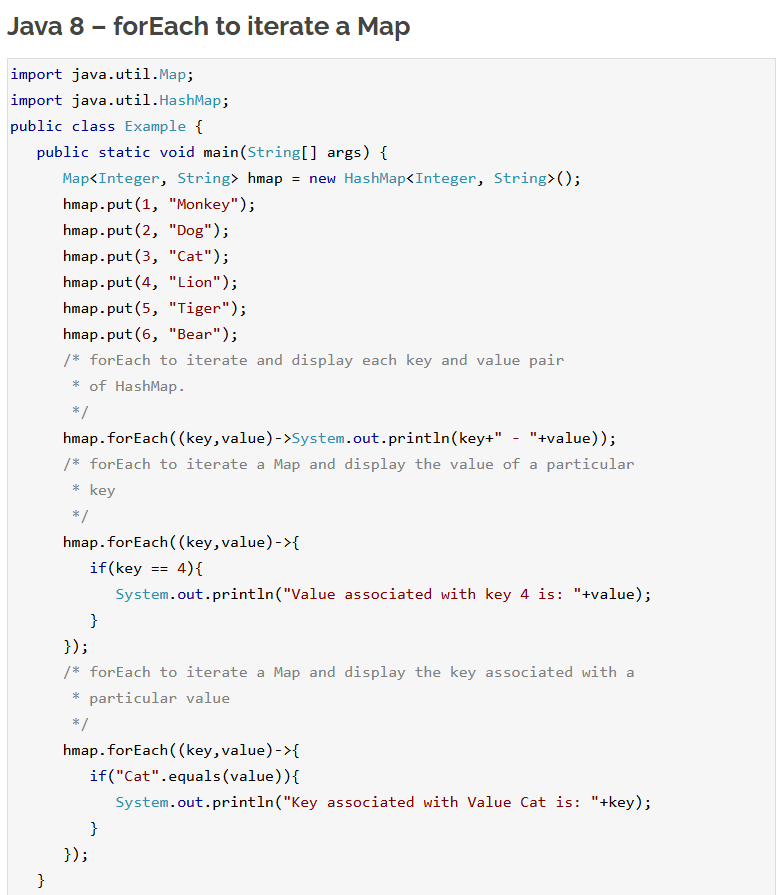 Java 8 – forEach to iterate a Map
import java.util.Map;
import java.util.HashMap;
public class Example {
   public static void main(String[] args) {
      Map<Integer, String> hmap = new HashMap<Integer, String>();
      hmap.put(1, "Monkey");
      hmap.put(2, "Dog");
      hmap.put(3, "Cat");
      hmap.put(4, "Lion");
      hmap.put(5, "Tiger");
      hmap.put(6, "Bear");
      /* forEach to iterate and display each key and value pair
       * of HashMap.
       */
      hmap.forEach((key,value)->System.out.println(key+" - "+value));
      /* forEach to iterate a Map and display the value of a particular
       * key
       */
      hmap.forEach((key,value)->{
         if(key == 4){
            System.out.println("Value associated with key 4 is: "+value);
         }
      });
      /* forEach to iterate a Map and display the key associated with a
       * particular value
       */
      hmap.forEach((key,value)->{
         if("Cat".equals(value)){
            System.out.println("Key associated with Value Cat is: "+key);
         }
      });
   }